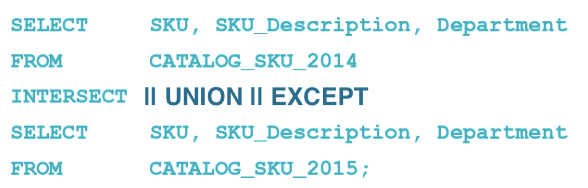 SELECT SKU, SKU_Description, Department
FROM CATALOG_SKU_2014
INTERSECT || UNION || EXCEPT
SELECT SKU, SKU_Description, Department
FROM CATALOG_SKU_2015;